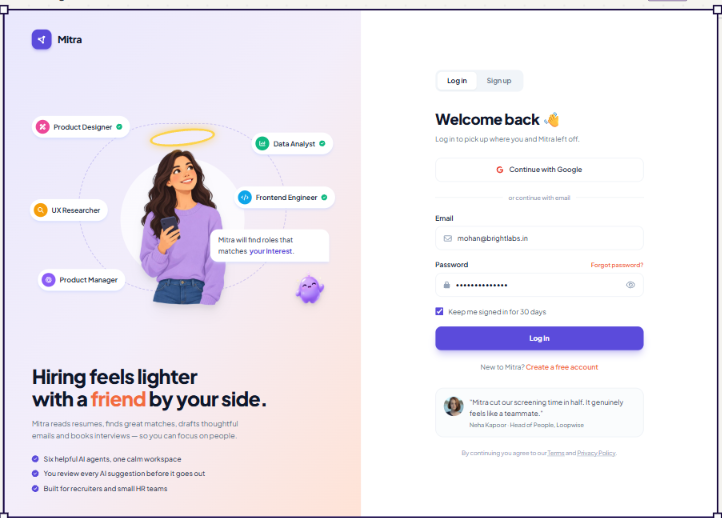 Mitra
Product Designer
Data Analyst
Frontend Engineer
UX Researcher
Mitra will find roles that
matches your interest.
Product Manager
Hiring feels lighter
with a friend by your side.
Mitra reads resumes, finds great matches, drafts thoughtful
emails and books interviews — so you can focus on people.
Six helpful AI agents, one calm workspace
You review every AI suggestion before it goes out
Built for recruiters and small HR teams
Log in
Sign up
Welcome back 👋
Log in to pick up where you and Mitra left off.
G Continue with Google
or continue with email
Email
mohan@brightlabs.in
Password
Forgot password?
••••••••••••••
Keep me signed in for 30 days
Log in
New to Mitra? Create a free account
"Mitra cut our screening time in half. It genuinely
feels like a teammate."
Neha Kapoor · Head of People, Loopwise
By continuing you agree to our Terms and Privacy Policy.